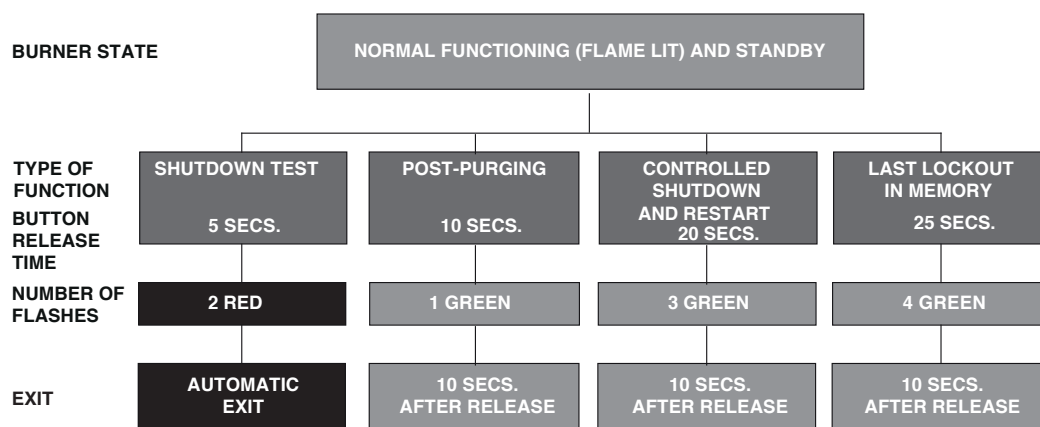 BURNER STATE
NORMAL FUNCTIONING (FLAME LIT) AND STANDBY
TYPE OF
FUNCTION
BUTTON
RELEASE
TIME
SHUTDOWN TEST
5 SECS.
POST-PURGING
10 SECS.
CONTROLLED
SHUTDOWN
AND RESTART
20 SECS.
LAST LOCKOUT
IN MEMORY
25 SECS.
NUMBER OF
FLASHES
2 RED
1 GREEN
3 GREEN
4 GREEN
EXIT
AUTOMATIC
EXIT
10 SECS.
AFTER RELEASE
10 SECS.
AFTER RELEASE
10 SECS.
AFTER RELEASE